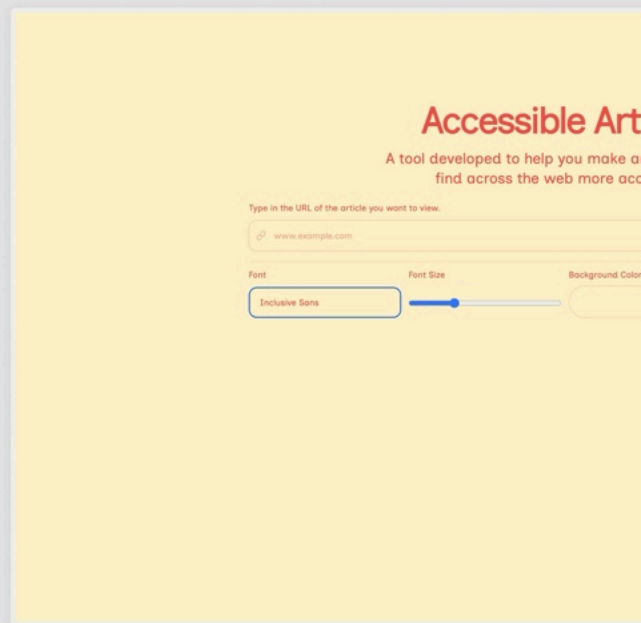 Accessible Art
A tool developed to help you make a
find across the web more acc
Type in the URL of the article you want to view.
www.example.com
Font
Font Size
Background Color
Inclusive Sans